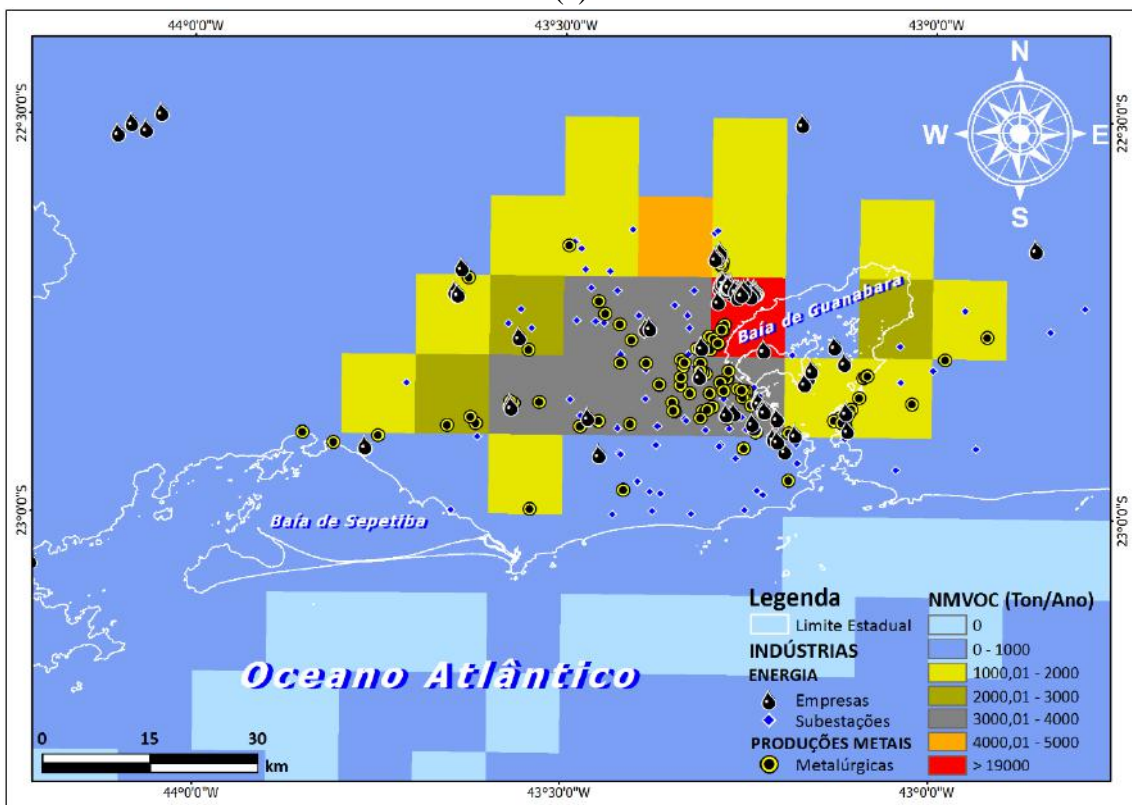 44°0'0"W 43°30'0"W 43°0'0"W
N
W E
S
22°30'0"S 22°30'0"S
Baía de Guanabara
23°0'0"S 23°0'0"S
Baía de Sepetiba
Oceano Atlântico
Legenda
Limite Estadual
INDÚSTRIAS
ENERGIA
Empresas
Subestações
PRODUÇÕES METAIS
Metalúrgicas
NMVOC (Ton/Ano)
0
0 - 1000
1000,01 - 2000
2000,01 - 3000
3000,01 - 4000
4000,01 - 5000
> 19000
0 15 30
km
44°0'0"W 43°30'0"W 43°0'0"W